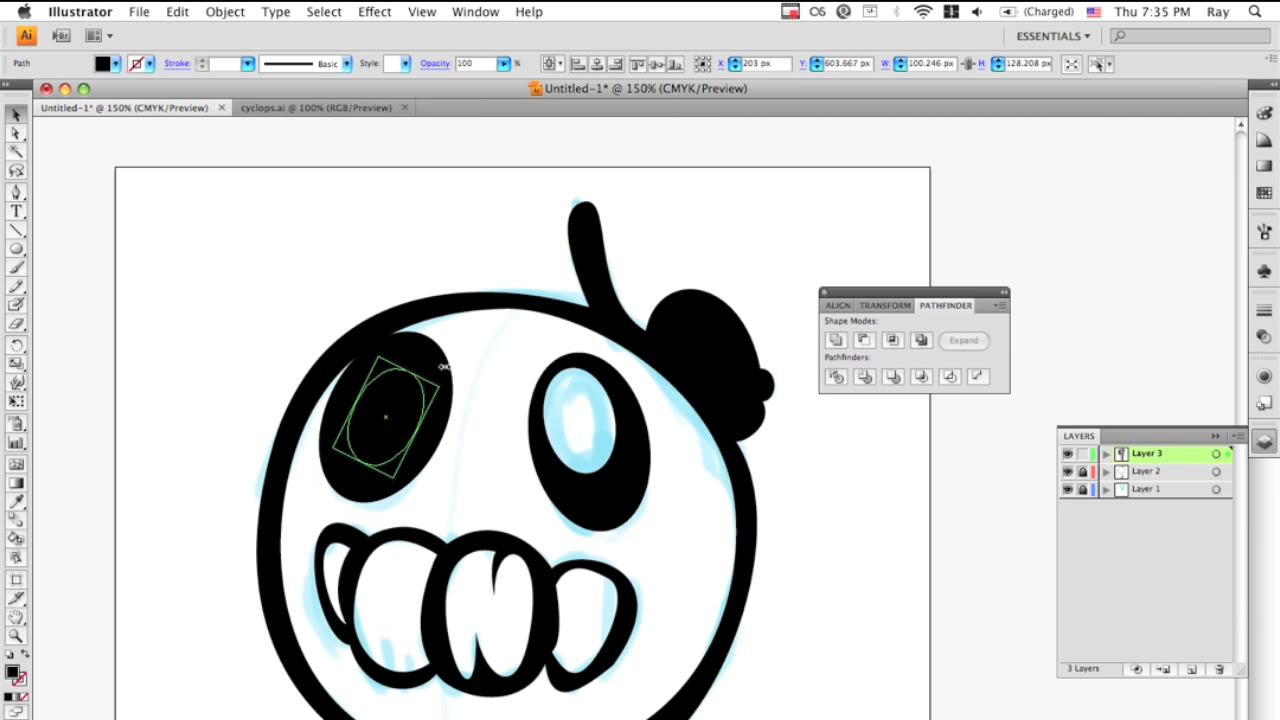 Illustrator File Edit Object Type Select Effect View Window Help (Charged) Thu 7:35 PM Ray
Ai Br ESSENTIALS
Path Stroke: Basic Style: Opacity: 100 % X: 203 px Y: 603.667 px W: 100.246 px H: 128.208 px
Untitled-1* @ 150% (CMYK/Preview)
Untitled-1* @ 150% (CMYK/Preview) cyclops.ai @ 100% (RGB/Preview)
ALIGN TRANSFORM PATHFINDER
Shape Modes:
Expand
Pathfinders:
LAYERS
Layer 3
Layer 2
Layer 1
3 Layers